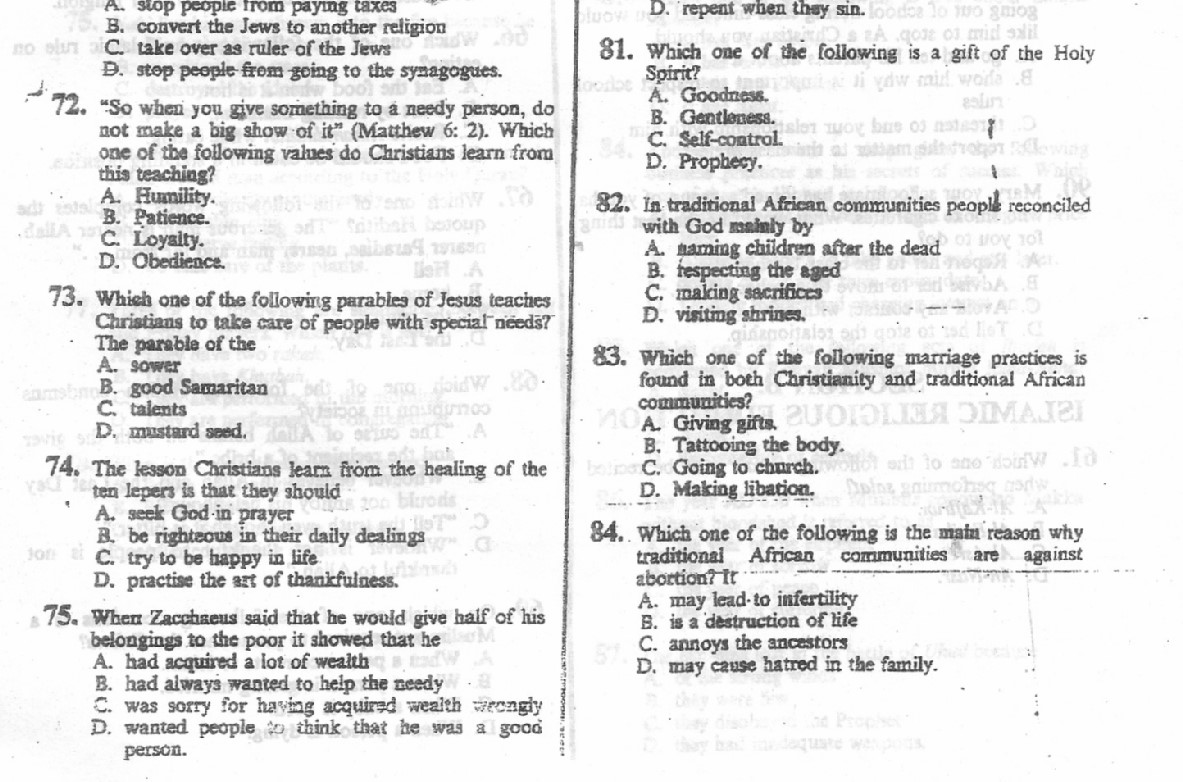 A. stop people from paying taxes
B. convert the Jews to another religion
C. take over as ruler of the Jews
D. stop people from going to the synagogues.
72. "So when you give something to a needy person, do
not make a big show of it" (Matthew 6: 2). Which
one of the following values do Christians learn from
this teaching?
A. Humility.
B. Patience.
C. Loyalty.
D. Obedience.
73. Which one of the following parables of Jesus teaches
Christians to take care of people with special needs?
The parable of the
A. sower
B. good Samaritan
C. talents
D. mustard seed.
74. The lesson Christians learn from the healing of the
ten lepers is that they should
A. seek God in prayer
B. be righteous in their daily dealings
C. try to be happy in life
D. practise the art of thankfulness.
75. When Zacchaeus said that he would give half of his
belongings to the poor it showed that he
A. had acquired a lot of wealth
B. had always wanted to help the needy
C. was sorry for having acquired wealth wrongly
D. wanted people to think that he was a good
person.
D. repent when they sin.
81. Which one of the following is a gift of the Holy
Spirit?
A. Goodness.
B. Gentleness.
C. Self-control.
D. Prophecy.
82. In traditional African communities people reconciled
with God mainly by
A. naming children after the dead
B. respecting the aged
C. making sacrifices
D. visiting shrines.
83. Which one of the following marriage practices is
found in both Christianity and traditional African
communities?
A. Giving gifts.
B. Tattooing the body.
C. Going to church.
D. Making libation.
84. Which one of the following is the main reason why
traditional African communities are against
abortion? It
A. may lead to infertility
B. is a destruction of life
C. annoys the ancestors
D. may cause hatred in the family.